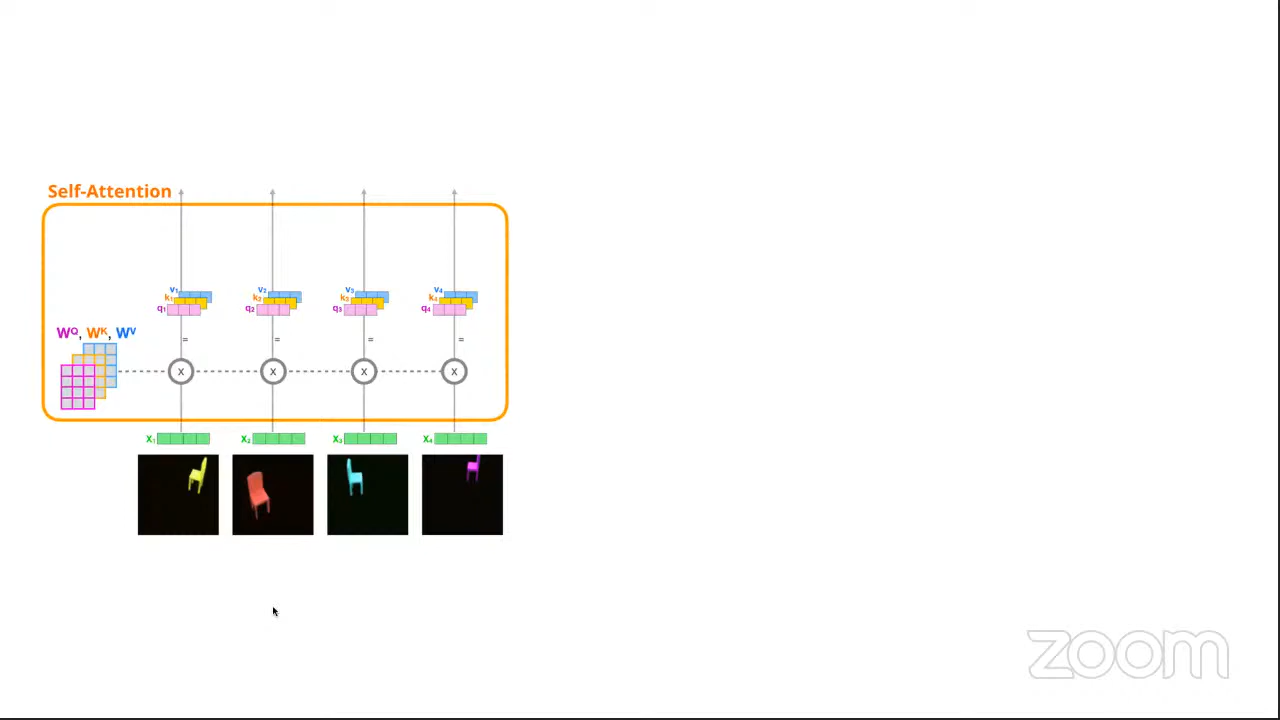 Self-Attention
v₁ v₂ v₃ v₄
k₁ k₂ k₃ k₄
q₁ q₂ q₃ q₄
Wᴼ, Wᴷ, Wⱽ
= = = =
x x x x
X₁ X₂ X₃ X₄
zoom